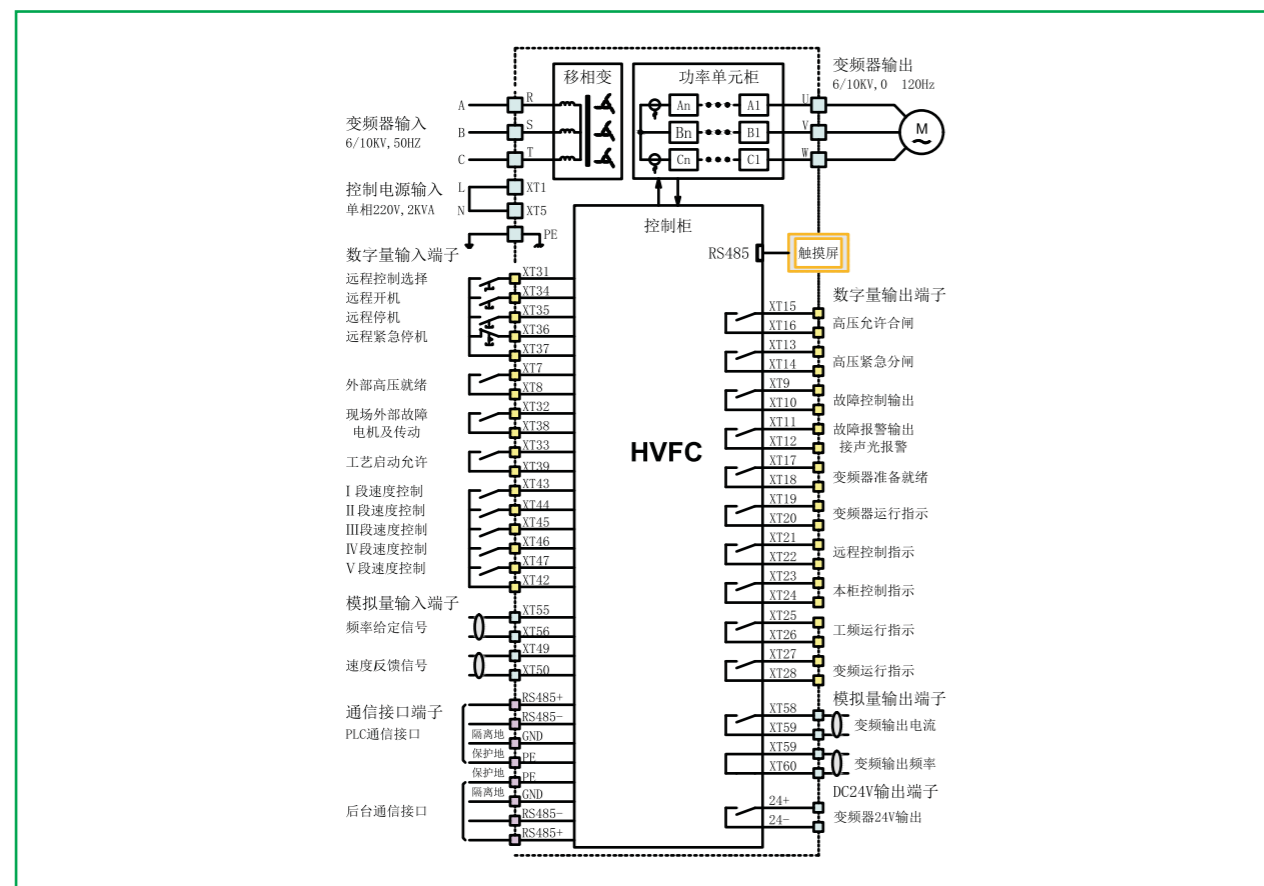 移相变
功率单元柜
变频器输出
6/10KV,0 120Hz
A
R
An
A1
U
变频器输入
6/10KV,50HZ
B
S
Bn
B1
V
M
C
T
Cn
C1
W
控制电源输入
单相220V,2KVA
L
XT1
N
XT5
PE
控制柜
RS485
触摸屏
HVFC
数字量输入端子
远程控制选择
XT31
远程开机
XT34
远程停机
XT35
远程紧急停机
XT36
XT37
外部高压就绪
XT7
XT8
现场外部故障
电机及传动
XT32
XT38
工艺启动允许
XT33
XT39
Ⅰ段速度控制
XT43
Ⅱ段速度控制
XT44
Ⅲ段速度控制
XT45
Ⅳ段速度控制
XT46
Ⅴ段速度控制
XT47
XT42
模拟量输入端子
频率给定信号
XT55
XT56
速度反馈信号
XT49
XT50
通信接口端子
PLC通信接口
RS485+
RS485-
隔离地
GND
保护地
PE
保护地
PE
隔离地
GND
后台通信接口
RS485-
RS485+
数字量输出端子
XT15
XT16
高压允许合闸
XT13
XT14
高压紧急分闸
XT9
XT10
故障控制输出
XT11
XT12
故障报警输出
接声光报警
XT17
XT18
变频器准备就绪
XT19
XT20
变频器运行指示
XT21
XT22
远程控制指示
XT23
XT24
本柜控制指示
XT25
XT26
工频运行指示
XT27
XT28
变频运行指示
模拟量输出端子
XT58
XT59
变频输出电流
XT59
XT60
变频输出频率
DC24V输出端子
24+
24-
变频器24V输出